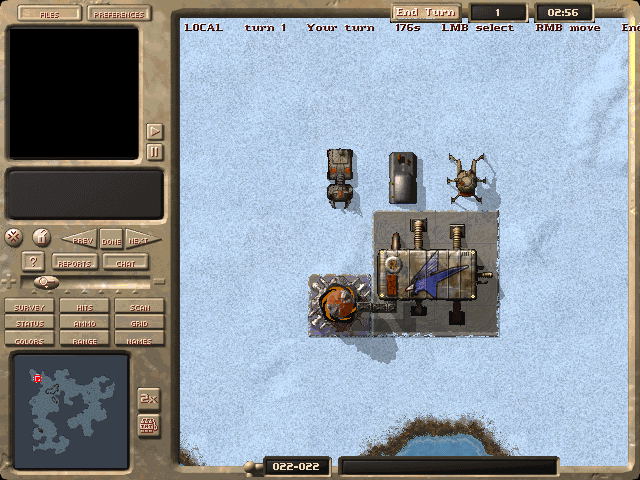 FILES PREFERENCES End Turn 1 02:56
LOCAL turn 1 Your turn 176s LMB select RMB move En
PREV DONE NEXT
? REPORTS CHAT
SURVEY HITS SCAN
STATUS AMMO GRID
COLORS RANGE NAMES
2x
022-022